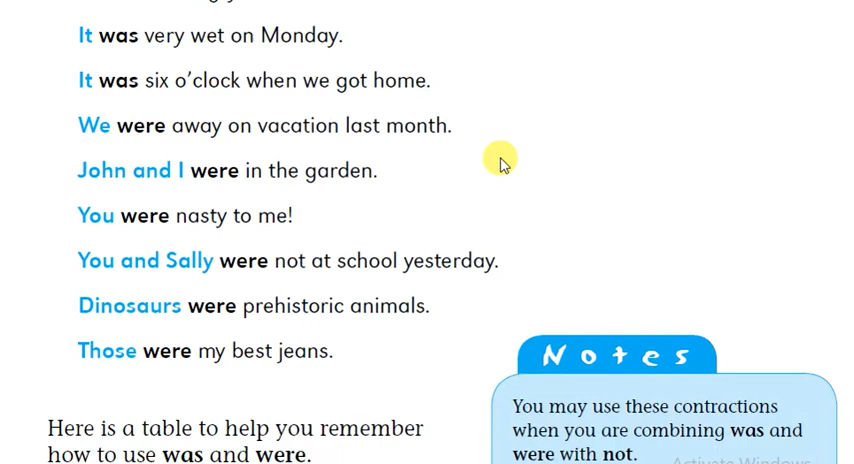 It was very wet on Monday.
It was six o’clock when we got home.
We were away on vacation last month.
John and I were in the garden.
You were nasty to me!
You and Sally were not at school yesterday.
Dinosaurs were prehistoric animals.
Those were my best jeans.
Notes
You may use these contractions
when you are combining was and
were with not.
Here is a table to help you remember
how to use was and were.
Activate Windows